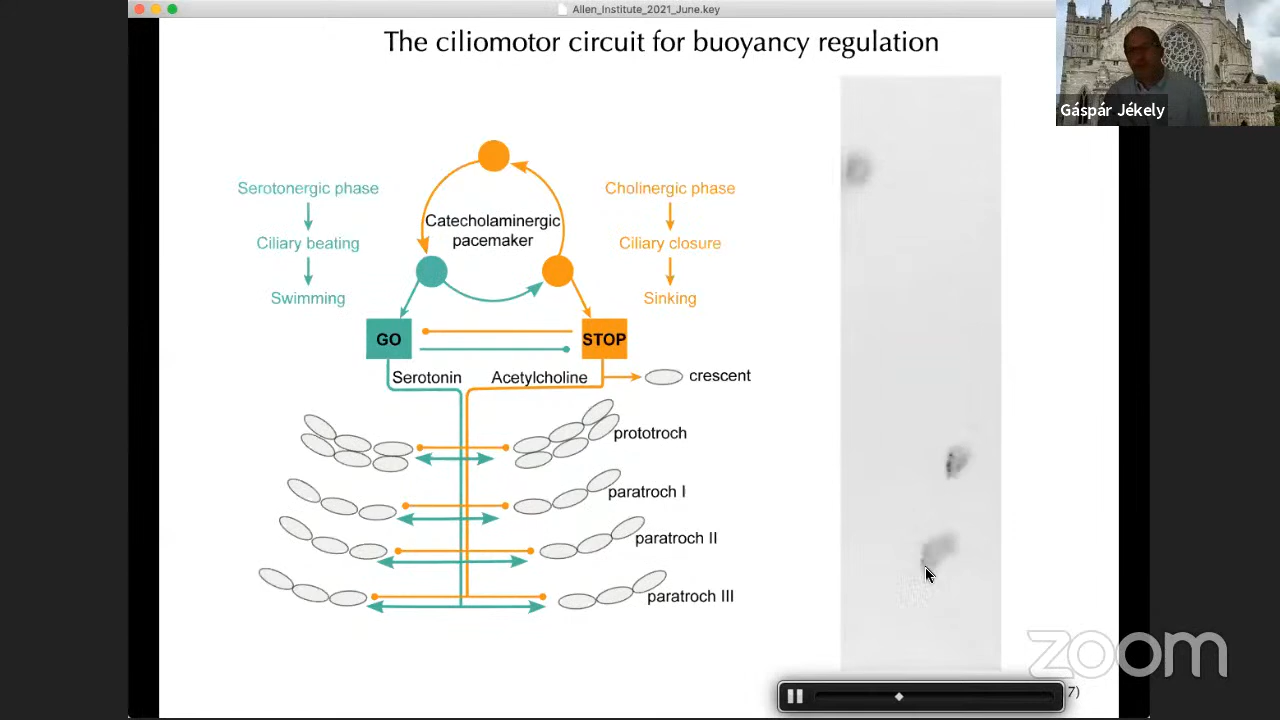 Allen_Institute_2021_June.key
The ciliomotor circuit for buoyancy regulation
Gáspár Jékely
Serotonergic phase
Ciliary beating
Swimming
Catecholaminergic
pacemaker
Cholinergic phase
Ciliary closure
Sinking
GO
STOP
Serotonin
Acetylcholine
crescent
prototroch
paratroch I
paratroch II
paratroch III
zoom
7)